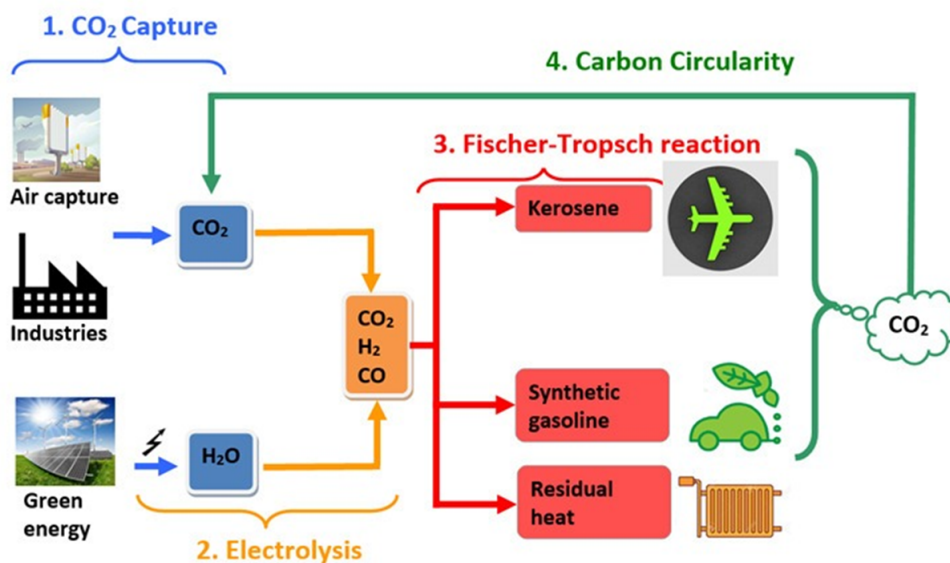 1. CO₂ Capture
4. Carbon Circularity
Air capture
3. Fischer-Tropsch reaction
Kerosene
CO₂
CO₂
Industries
CO₂
H₂
CO
Synthetic
gasoline
H₂O
Green
energy
Residual
heat
2. Electrolysis